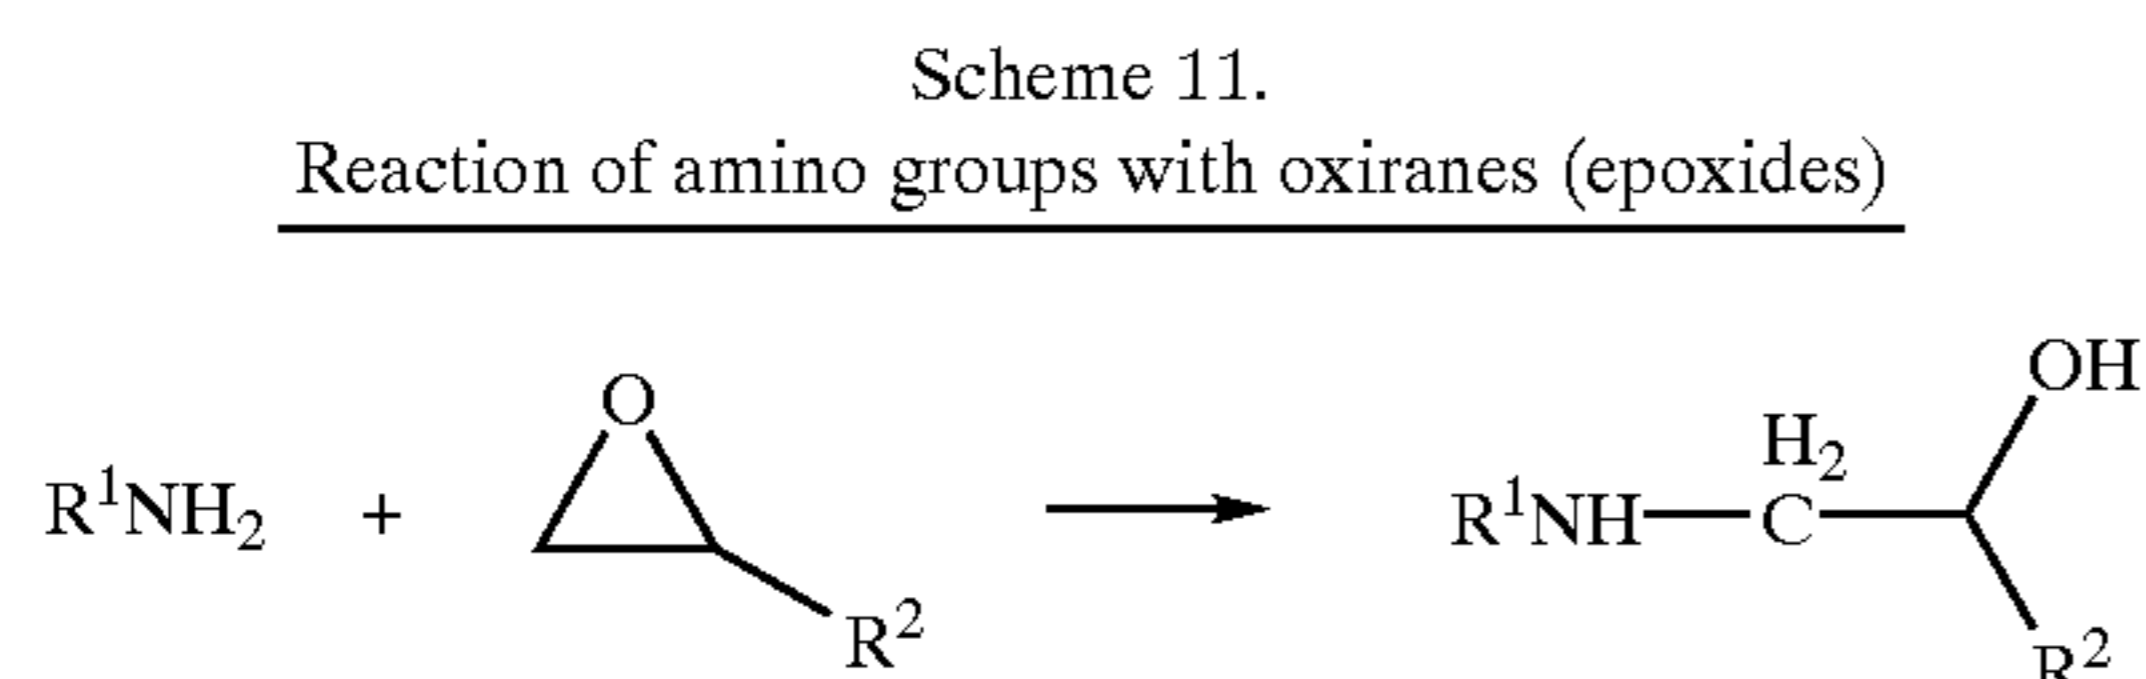 Scheme 11.
Reaction of amino groups with oxiranes (epoxides)
R¹NH₂ + O R² R¹NH—C H₂ OH R²